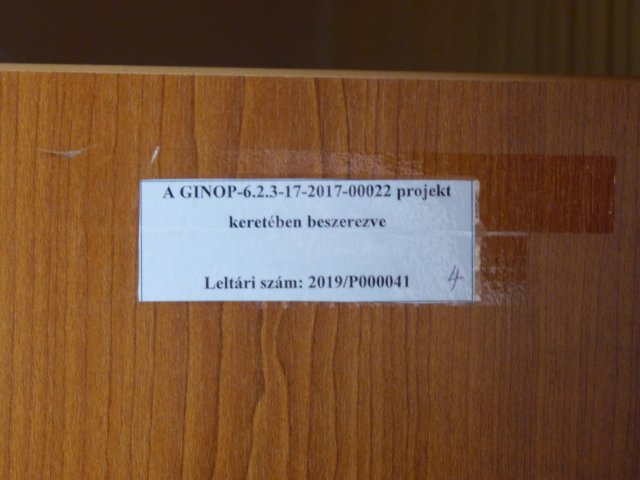 A GINOP-6.2.3-17-2017-00022 projekt
keretében beszerezve
Leltári szám: 2019/P000041 4